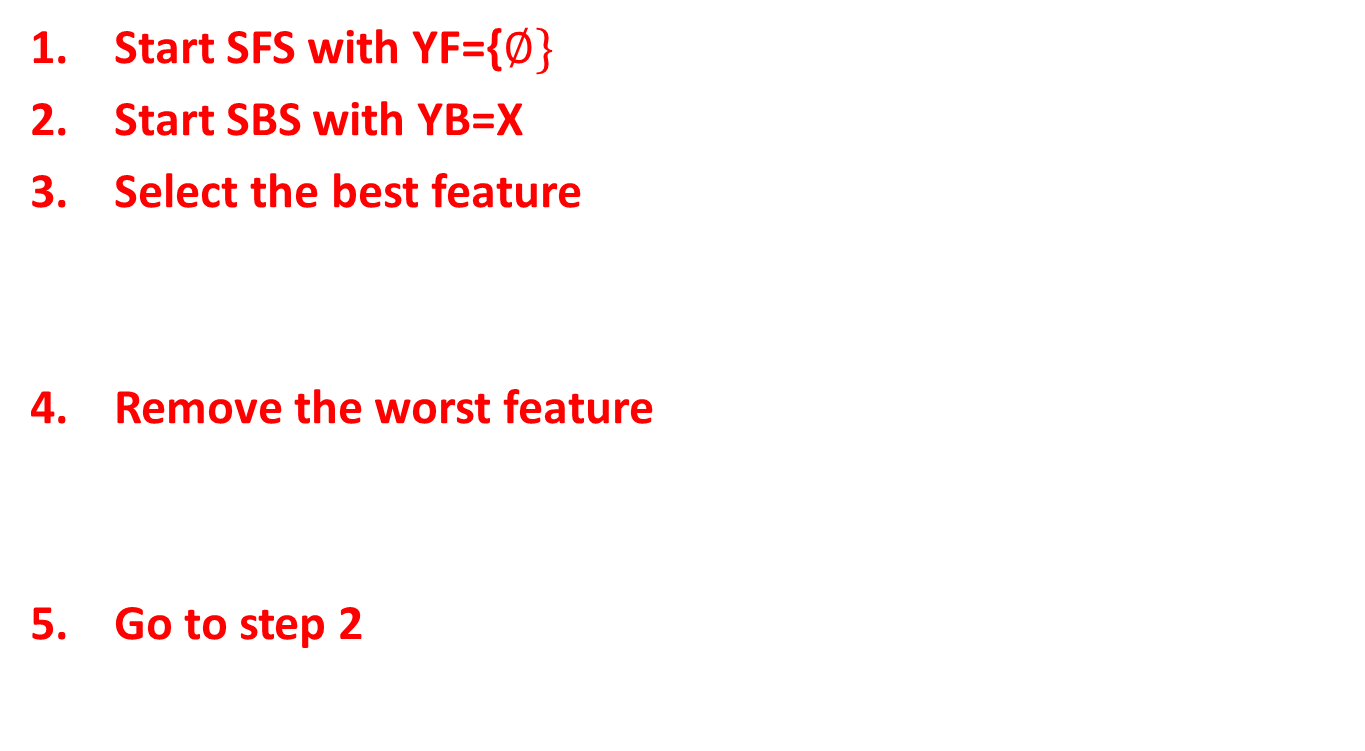 1. Start SFS with YF={∅}
2. Start SBS with YB=X
3. Select the best feature
4. Remove the worst feature
5. Go to step 2